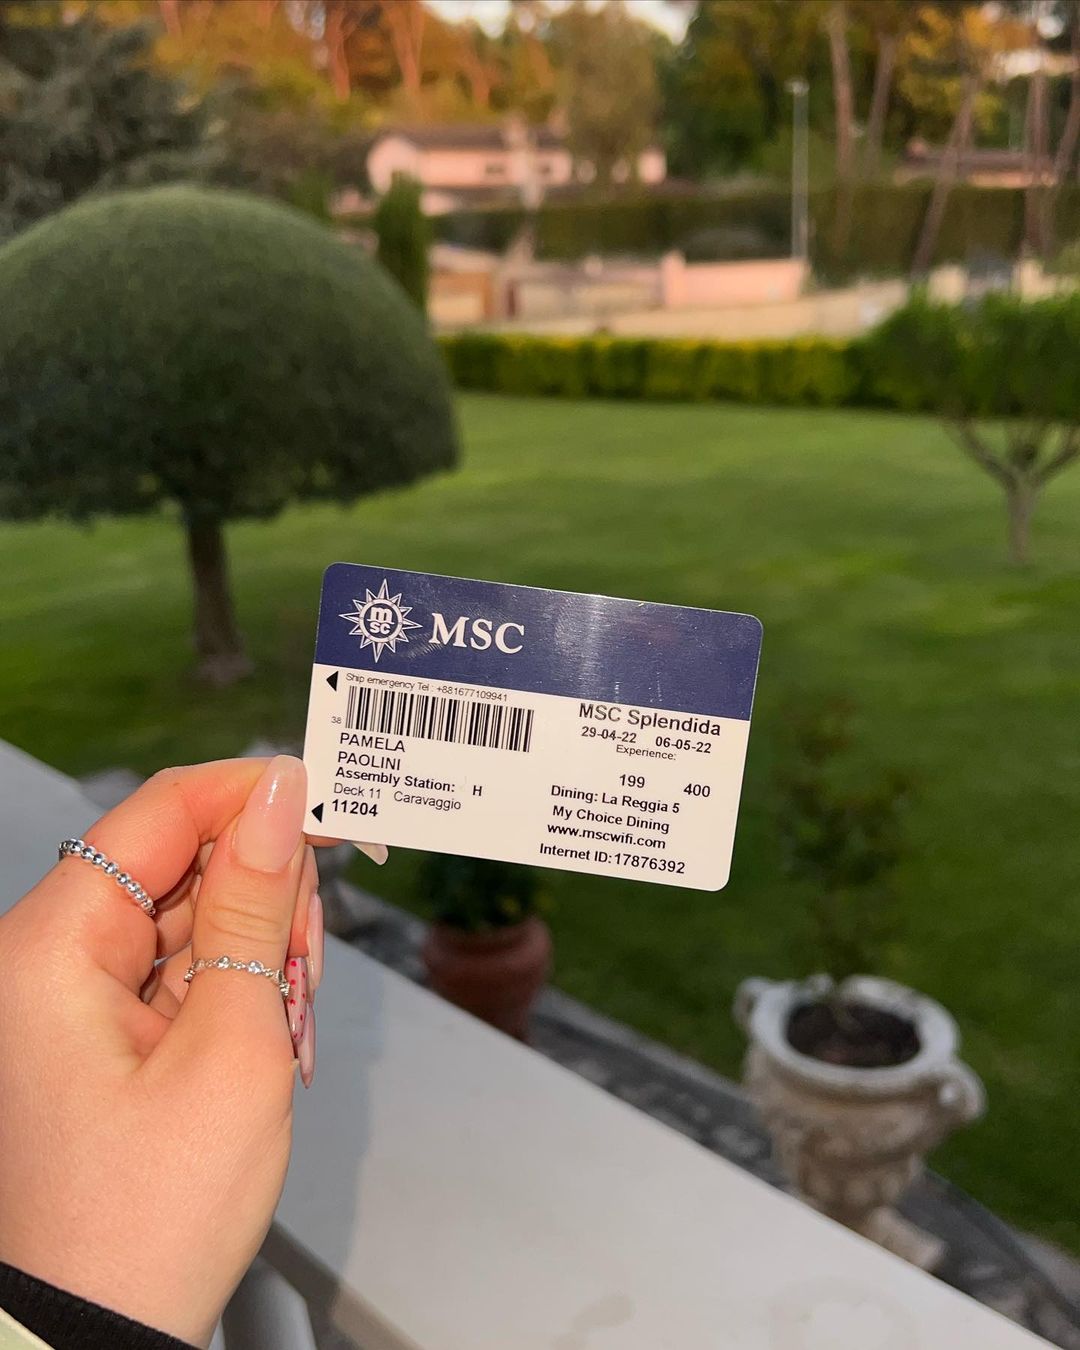 m
sc
MSC
Ship emergency Tel : +881677109941
38
PAMELA
PAOLINI
Assembly Station: H
Deck 11 Caravaggio
11204
MSC Splendida
29-04-22 06-05-22
Experience:
199 400
Dining: La Reggia 5
My Choice Dining
www.mscwifi.com
Internet ID:17876392